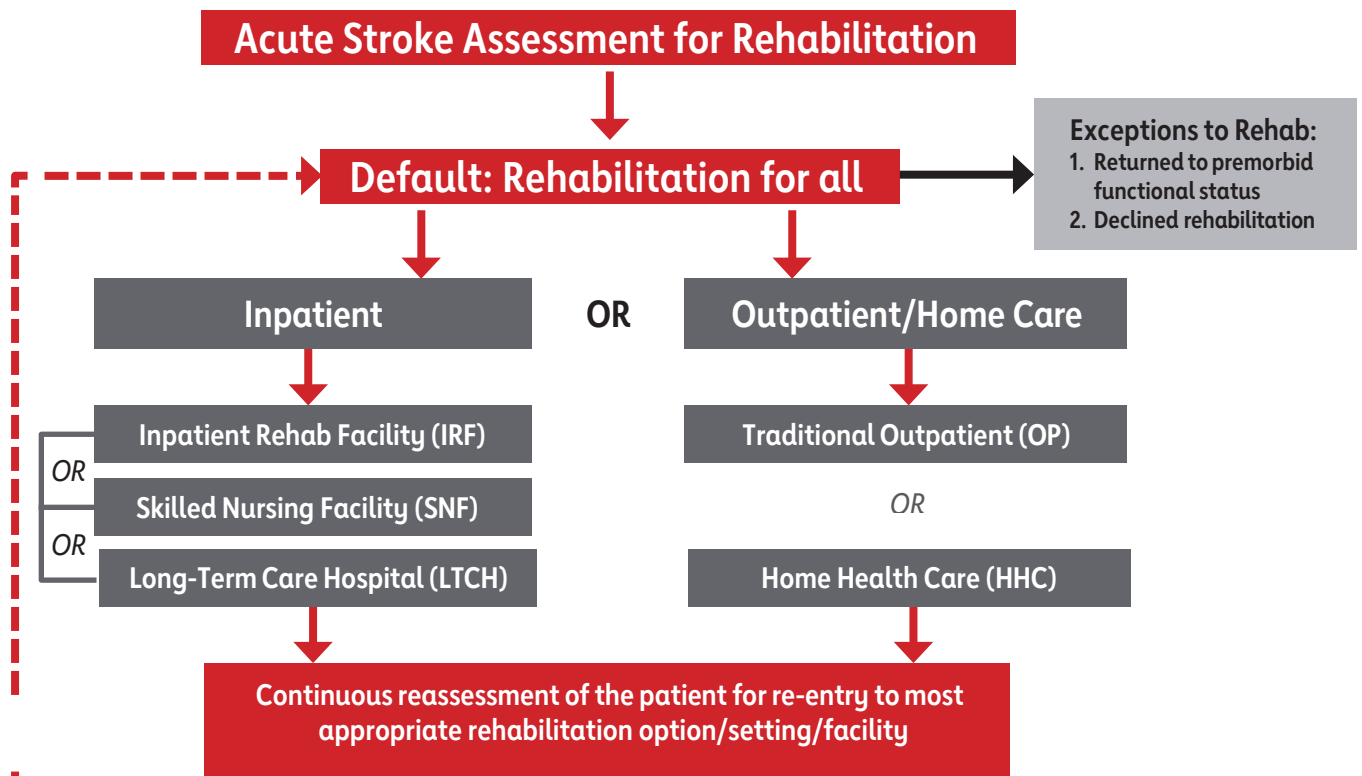 Acute Stroke Assessment for Rehabilitation
Default: Rehabilitation for all
Exceptions to Rehab:
1. Returned to premorbid
functional status
2. Declined rehabilitation
Inpatient
OR
Outpatient/Home Care
Inpatient Rehab Facility (IRF)
OR
Skilled Nursing Facility (SNF)
OR
Long-Term Care Hospital (LTCH)
Traditional Outpatient (OP)
OR
Home Health Care (HHC)
Continuous reassessment of the patient for re-entry to most
appropriate rehabilitation option/setting/facility